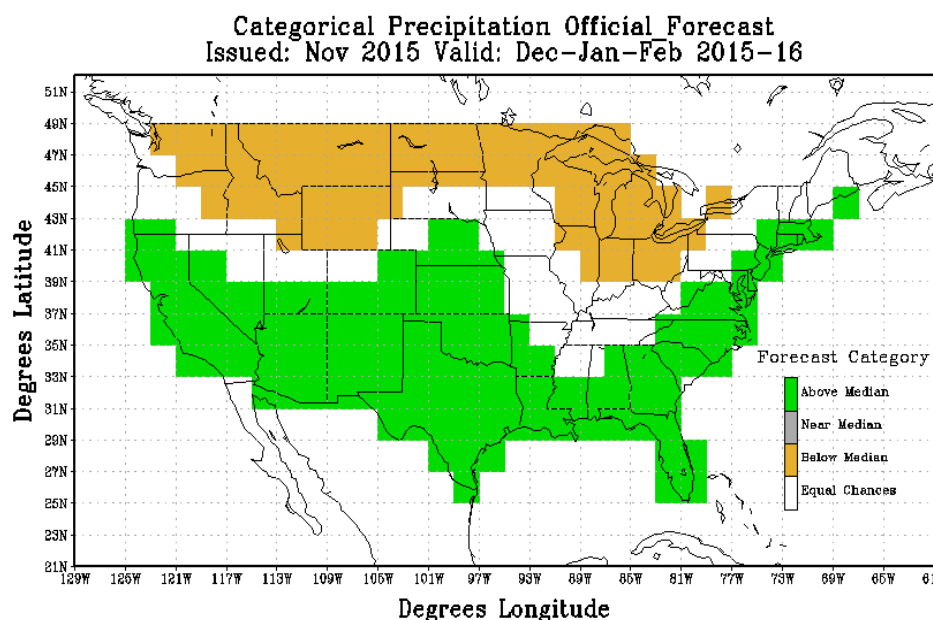 Categorical Precipitation Official Forecast
Issued: Nov 2015 Valid: Dec-Jan-Feb 2015-16
51N
49N
47N
45N
43N
41N
39N
37N
35N
33N
31N
29N
27N
25N
23N
21N
Degrees Latitude
Forecast Category
Above Median
Near Median
Below Median
Equal Chances
129W 125W 121W 117W 113W 109W 105W 101W 97W 93W 89W 85W 81W 77W 73W 69W 65W 61
Degrees Longitude